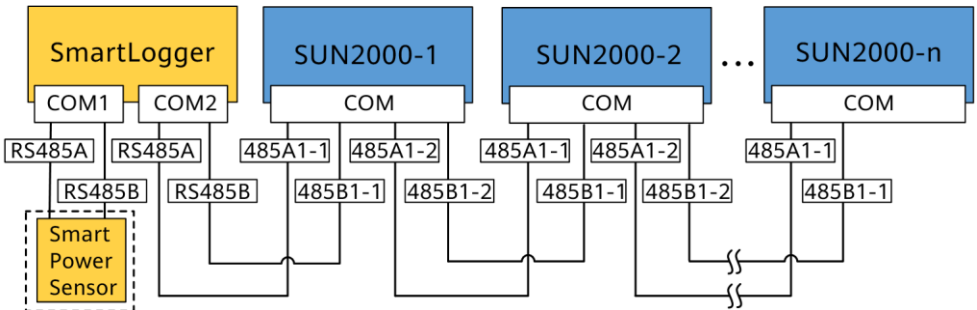 SmartLogger
SUN2000-1
SUN2000-2
...
SUN2000-n
COM1
COM2
COM
COM
COM
RS485A
RS485A
485A1-1
485A1-2
485A1-1
485A1-2
485A1-1
RS485B
RS485B
485B1-1
485B1-2
485B1-1
485B1-2
485B1-1
Smart
Power
Sensor